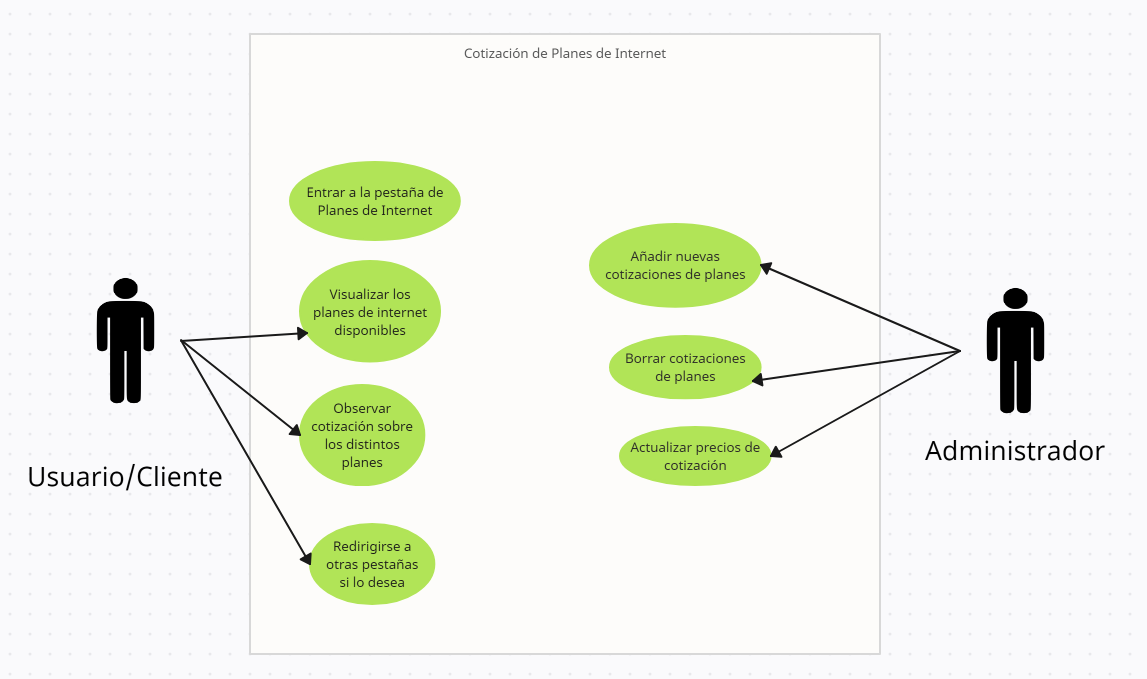 Cotización de Planes de Internet
Entrar a la pestaña de
Planes de Internet
Visualizar los
planes de internet
disponibles
Observar
cotización sobre
los distintos
planes
Redirigirse a
otras pestañas
si lo desea
Añadir nuevas
cotizaciones de planes
Borrar cotizaciones
de planes
Actualizar precios de
cotización
Usuario/Cliente
Administrador